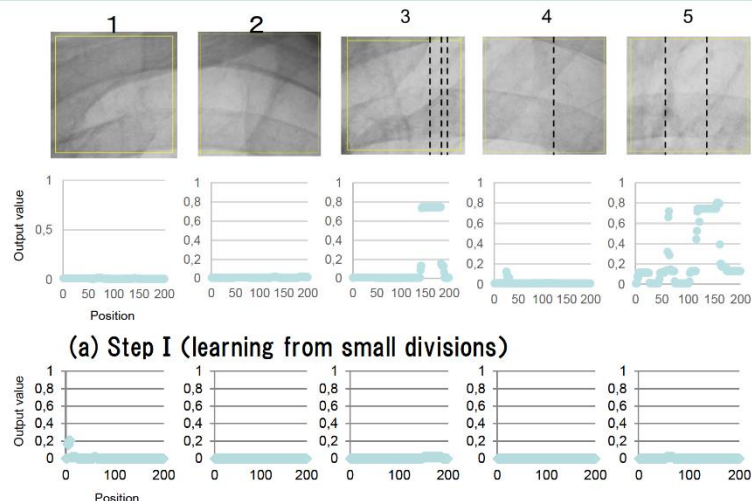 1 2 3 4 5
1 1 1 1 1
0,8 0,8 0,8 0,8
0,5 0,6 0,6 0,6 0,6
0,4 0,4 0,4 0,4
0,2 0,2 0,2 0,2
0 0 0 0 0
Output value
0 50 100 150 200 0 50 100 150 200 0 50 100 150 200 0 50 100 150 200 0 50 100 150 200
Position
(a) Step I (learning from small divisions)
1 1 1 1 1
0,8 0,8 0,8 0,8 0,8
0,6 0,6 0,6 0,6 0,6
0,4 0,4 0,4 0,4 0,4
0,2 0,2 0,2 0,2 0,2
0 0 0 0 0
Output value
0 100 200 0 100 200 0 100 200 0 100 200 0 100 200
Position